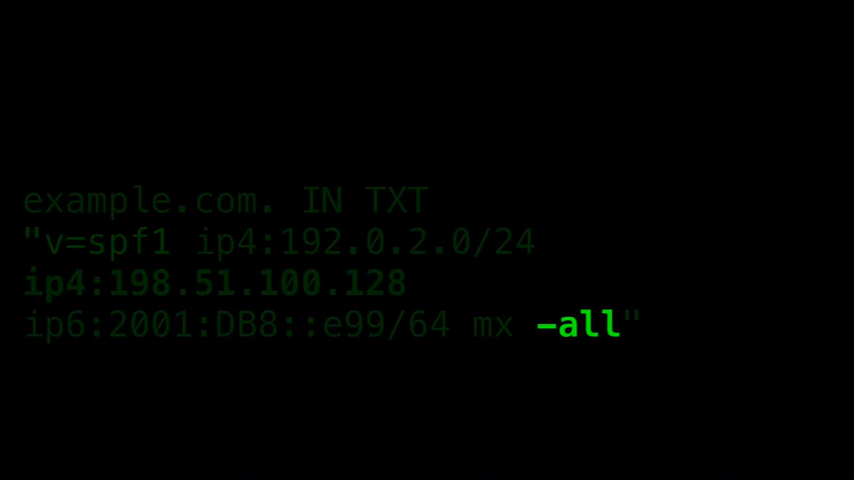 example.com. IN TXT
"v=spf1 ip4:192.0.2.0/24
ip4:198.51.100.128
ip6:2001:DB8::e99/64 mx -all"